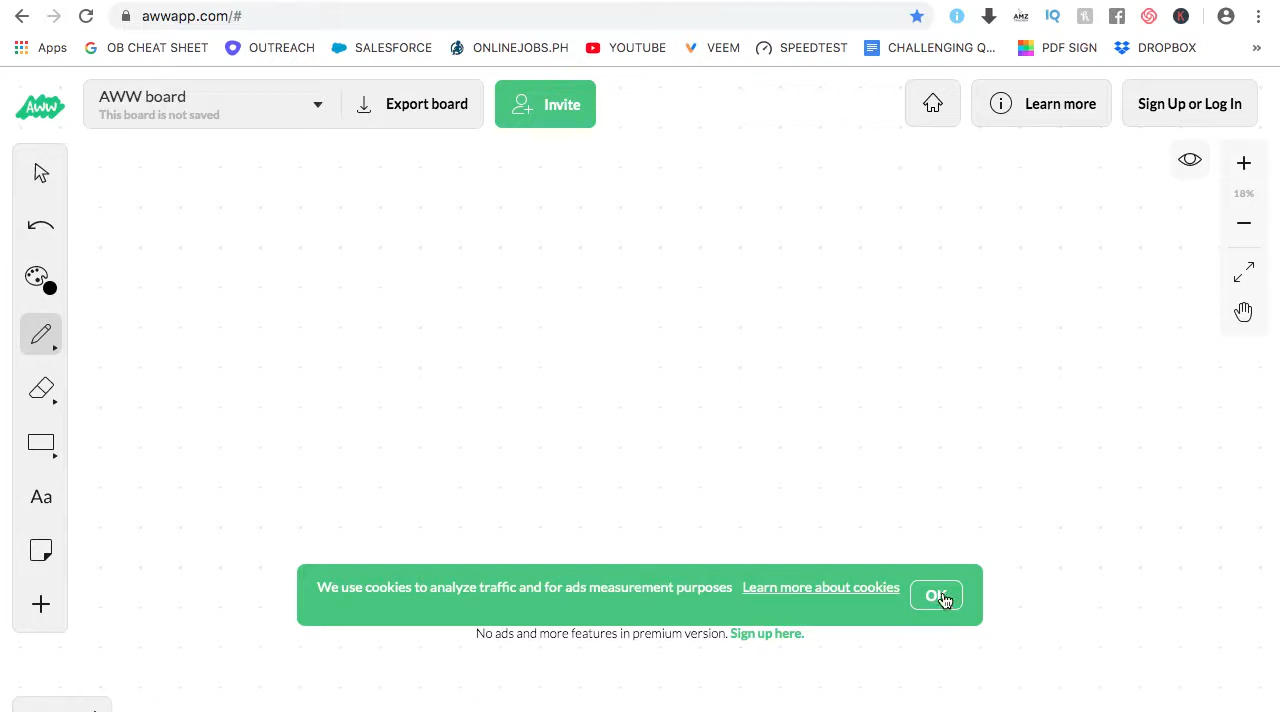 awwapp.com/#
AMZ
IQ
K
Apps
OB CHEAT SHEET
OUTREACH
SALESFORCE
ONLINEJOBS.PH
YOUTUBE
VEEM
SPEEDTEST
CHALLENGING Q...
PDF SIGN
DROPBOX
»
AWW
AWW board
This board is not saved
Export board
Invite
Learn more
Sign Up or Log In
18%
Aa
We use cookies to analyze traffic and for ads measurement purposes Learn more about cookies OK
No ads and more features in premium version. Sign up here.